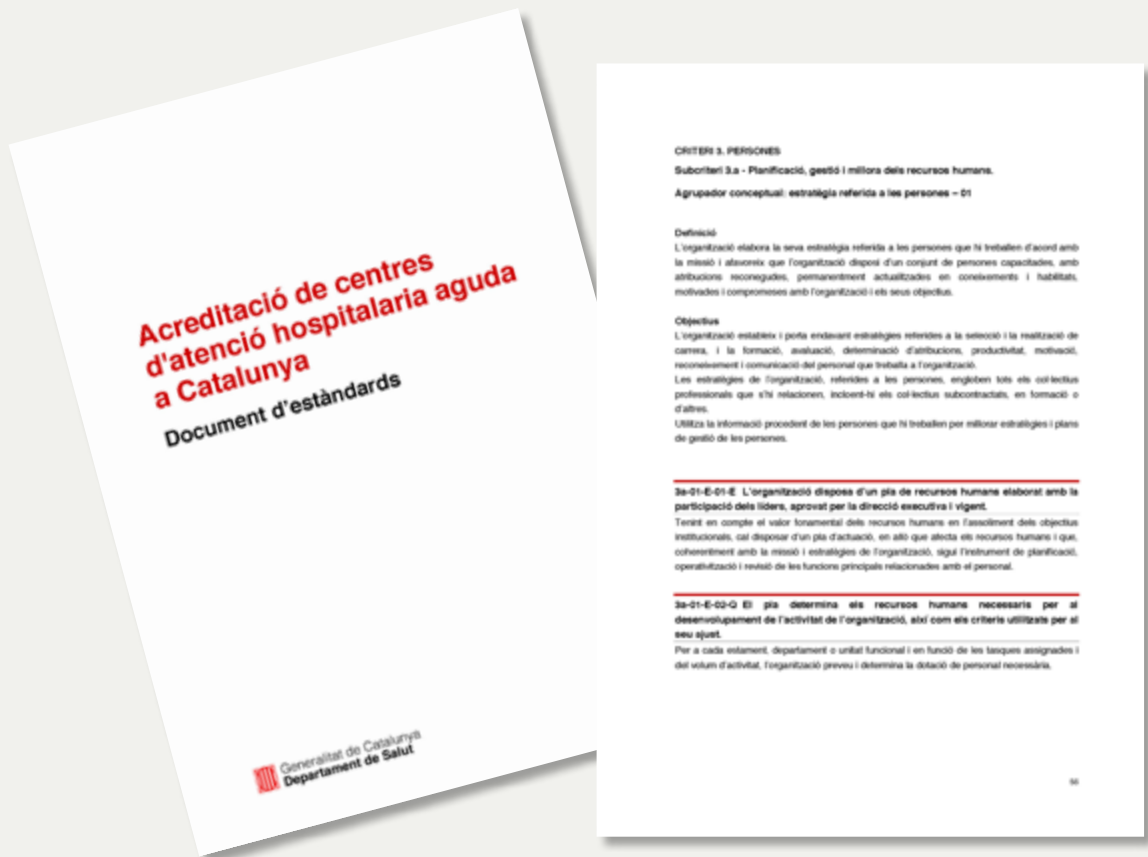 Acreditació de centres
d'atenció hospitalaria aguda
a Catalunya
Document d'estàndards
Generalitat de Catalunya
Departament de Salut
CRITERI 3. PERSONES
Subcriteri 3.a - Planificació, gestió i millora dels recursos humans.
Agrupador conceptual: estratègia referida a les persones – 01
Definició
L'organització elabora la seva estratègia referida a les persones que hi treballen d'acord amb
la missió i afavoreix que l'organització disposi d'un conjunt de persones capacitades, amb
atribucions reconegudes, permanentment actualitzades en coneixements i habilitats,
motivades i compromeses amb l'organització i els seus objectius.
Objectius
L'organització estableix i porta endavant estratègies referides a la selecció i la realització de
carrera, i la formació, avaluació, determinació d'atribucions, productivitat, motivació,
reconeixement i comunicació del personal que treballa a l'organització.
Les estratègies de l'organització, referides a les persones, engloben tots els col·lectius
professionals que s'hi relacionen, incloent-hi els col·lectius subcontractats, en formació o
d'altres.
Utilitza la informació procedent de les persones que hi treballen per millorar estratègies i plans
de gestió de les persones.
3a-01-E-01-E L'organització disposa d'un pla de recursos humans elaborat amb la
participació dels líders, aprovat per la direcció executiva i vigent.
Tenint en compte el valor fonamental dels recursos humans en l'assoliment dels objectius
institucionals, cal disposar d'un pla d'actuació, en allò que afecta els recursos humans i que,
coherentment amb la missió i estratègies de l'organització, sigui l'instrument de planificació,
operativització i revisió de les funcions principals relacionades amb el personal.
3a-01-E-02-Q El pla determina els recursos humans necessaris per al
desenvolupament de l'activitat de l'organització, així com els criteris utilitzats per al
seu ajust.
Per a cada estament, departament o unitat funcional i en funció de les tasques assignades i
del volum d'activitat, l'organització preveu i determina la dotació de personal necessària.